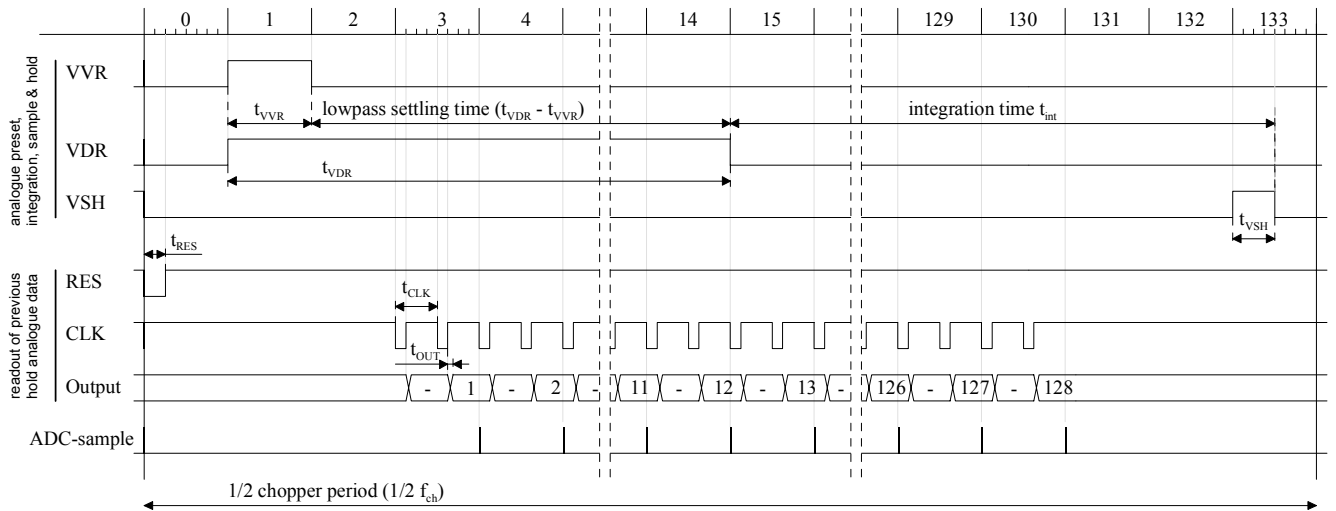 0 1 2 3 4 14 15 129 130 131 132 133
analogue preset,
integration, sample & hold
VVR
tVVR
lowpass settling time (tVDR - tVVR)
integration time tint
VDR
tVDR
VSH
tVSH
tRES
readout of previous
hold analogue data
RES
tCLK
CLK
tOUT
Output
- 1 - 2 - 11 - 12 - 13 - 126 - 127 - 128
ADC-sample
1/2 chopper period (1/2 fch)